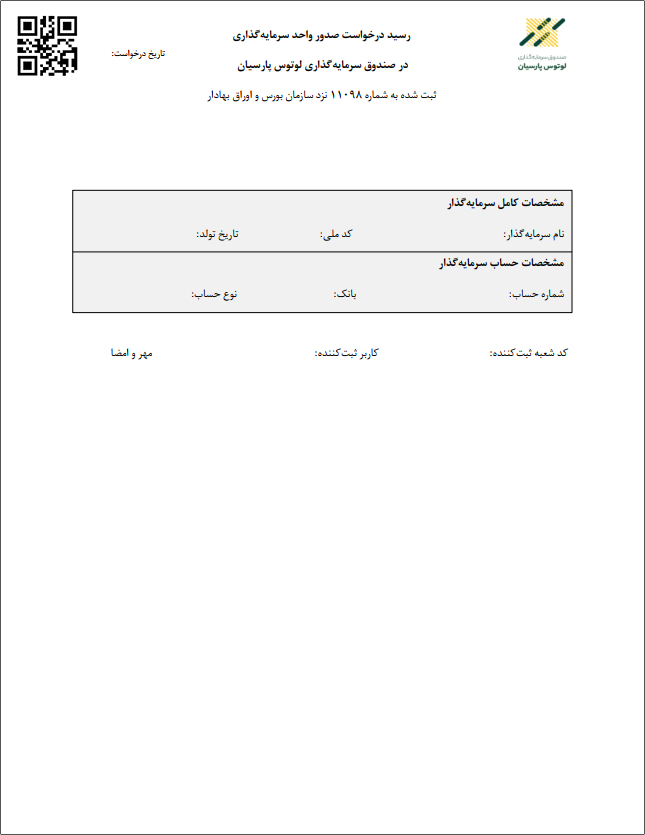 صندوق سرمایه‌گذاری
لوتوس پارسیان
رسید درخواست صدور واحد سرمایه‌گذاری
در صندوق سرمایه‌گذاری لوتوس پارسیان
ثبت شده به شماره ۱۱۰۹۸ نزد سازمان بورس و اوراق بهادار
تاریخ درخواست:
مشخصات کامل سرمایه‌گذار
نام سرمایه‌گذار: کد ملی: تاریخ تولد:
مشخصات حساب سرمایه‌گذار
شماره حساب: بانک: نوع حساب:
کد شعبه ثبت‌کننده: کاربر ثبت‌کننده: مهر و امضا